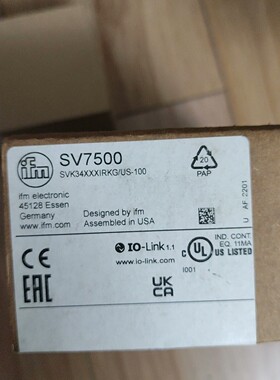 ifm
SV7500
SVK34XXXIRKG/US-100
20
PAP
ifm electronic
45128 Essen
Germany
www.ifm.com
Designed by ifm
Assembled in USA
U AF 2201
CE
IO-Link 1.1
www.io-link.com
IND. CONT
EQ. 11MA
C UL US LISTED
I001
EAC
UK
CA